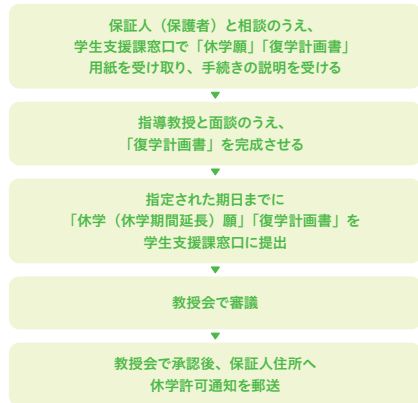 保証人（保護者）と相談のうえ、
学生支援課窓口で「休学願」「復学計画書」
用紙を受け取り、手続きの説明を受ける
指導教授と面談のうえ、
「復学計画書」を完成させる
指定された期日までに
「休学（休学期間延長）願」「復学計画書」を
学生支援課窓口に提出
教授会で審議
教授会で承認後、保証人住所へ
休学許可通知を郵送